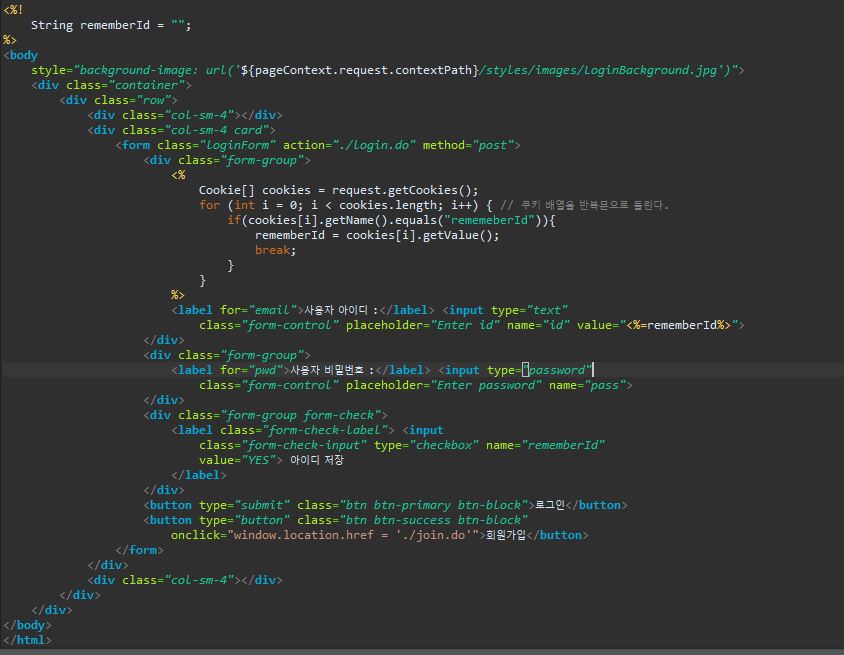 <%!
String rememberId = "";
%>
<body
style="background-image: url('${pageContext.request.contextPath}/styles/images/LoginBackground.jpg')">
<div class="container">
<div class="row">
<div class="col-sm-4"></div>
<div class="col-sm-4 card">
<form class="loginForm" action="./login.do" method="post">
<div class="form-group">
<%
Cookie[] cookies = request.getCookies();
for (int i = 0; i < cookies.length; i++) { // 쿠키 배열을 반복문으로 돌린다.
if(cookies[i].getName().equals("rememeberId")){
rememberId = cookies[i].getValue();
break;
}
}
%>
<label for="email">사용자 아이디 :</label> <input type="text"
class="form-control" placeholder="Enter id" name="id" value="<%=rememberId%>">
</div>
<div class="form-group">
<label for="pwd">사용자 비밀번호 :</label> <input type="password"
class="form-control" placeholder="Enter password" name="pass">
</div>
<div class="form-group form-check">
<label class="form-check-label"> <input
class="form-check-input" type="checkbox" name="rememberId"
value="YES"> 아이디 저장
</label>
</div>
<button type="submit" class="btn btn-primary btn-block">로그인</button>
<button type="button" class="btn btn-success btn-block"
onclick="window.location.href = './join.do'">회원가입</button>
</form>
</div>
<div class="col-sm-4"></div>
</div>
</div>
</body>
</html>